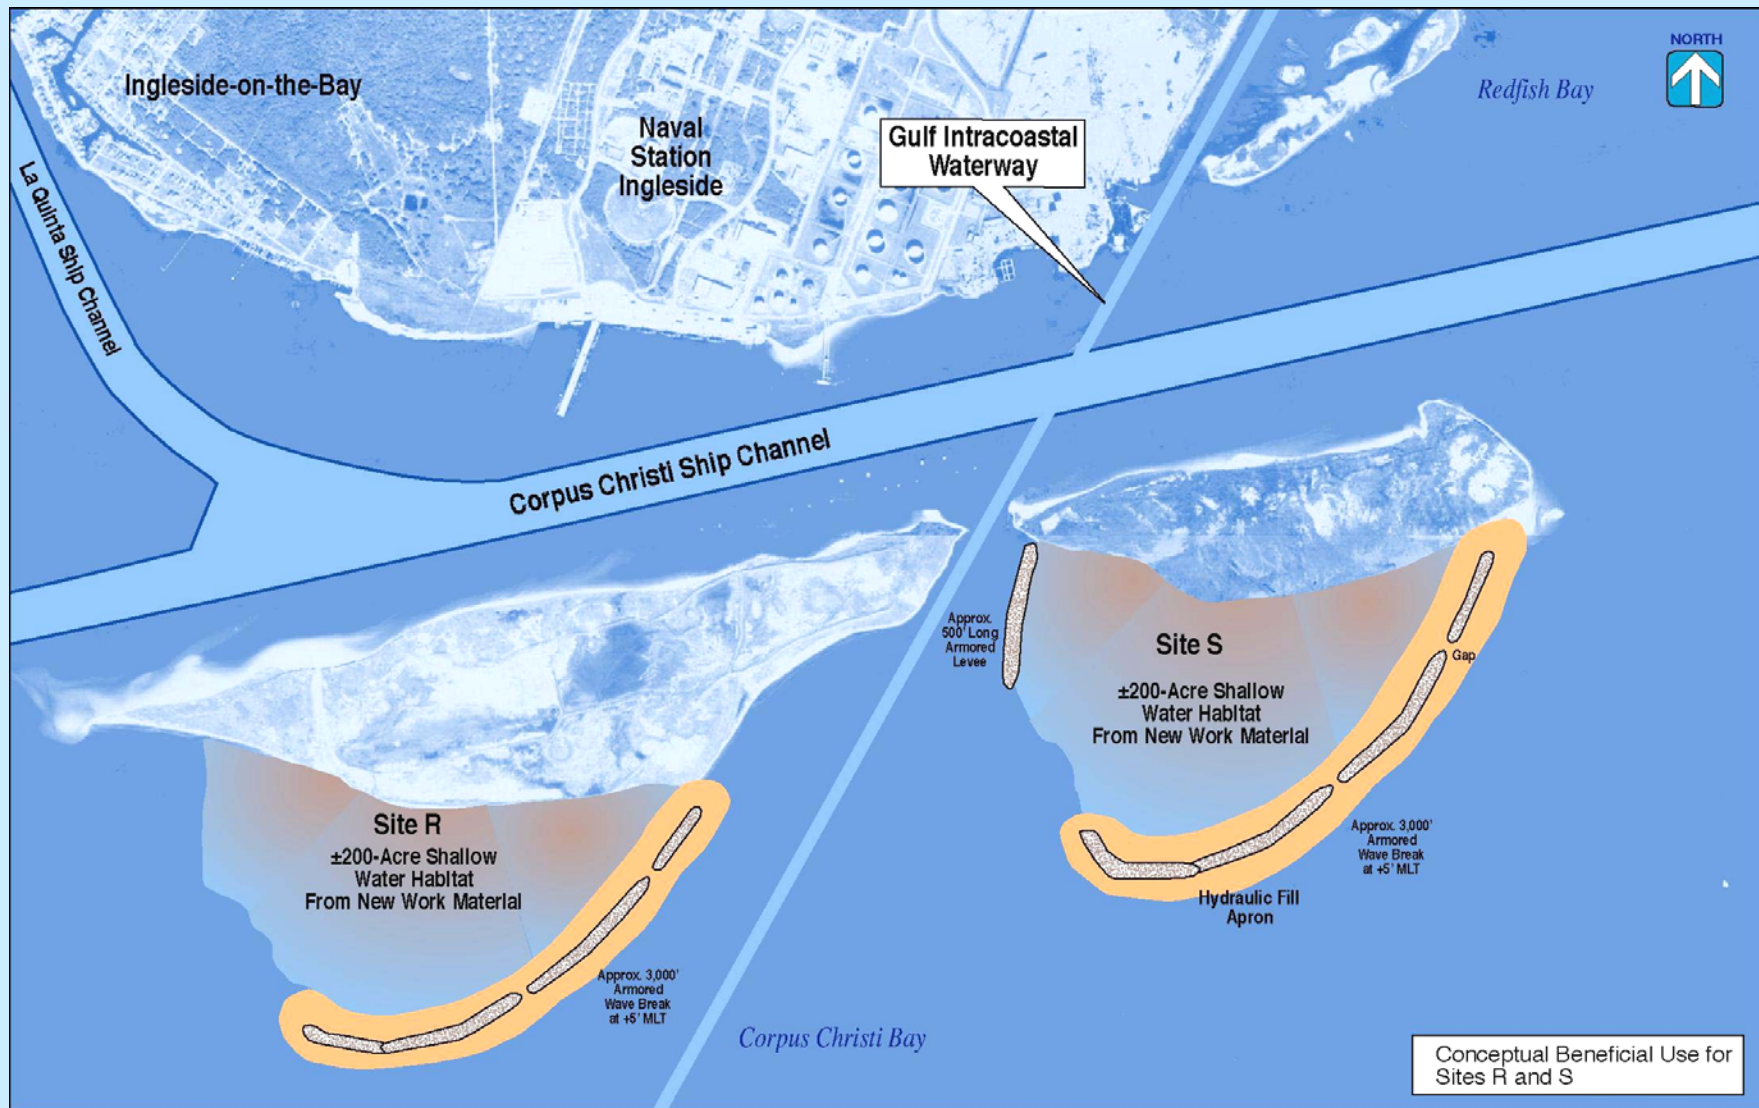 NORTH
Redfish Bay
Ingleside-on-the-Bay
Naval
Station
Ingleside
Gulf Intracoastal
Waterway
La Quinta Ship Channel
Corpus Christi Ship Channel
Approx.
500' Long
Armored
Levee
Site S
±200-Acre Shallow
Water Habitat
From New Work Material
Gap
Approx. 3,000'
Armored
Wave Break
at +5' MLT
Hydraulic Fill
Apron
Site R
±200-Acre Shallow
Water Habitat
From New Work Material
Approx. 3,000'
Armored
Wave Break
at +5' MLT
Corpus Christi Bay
Conceptual Beneficial Use for
Sites R and S